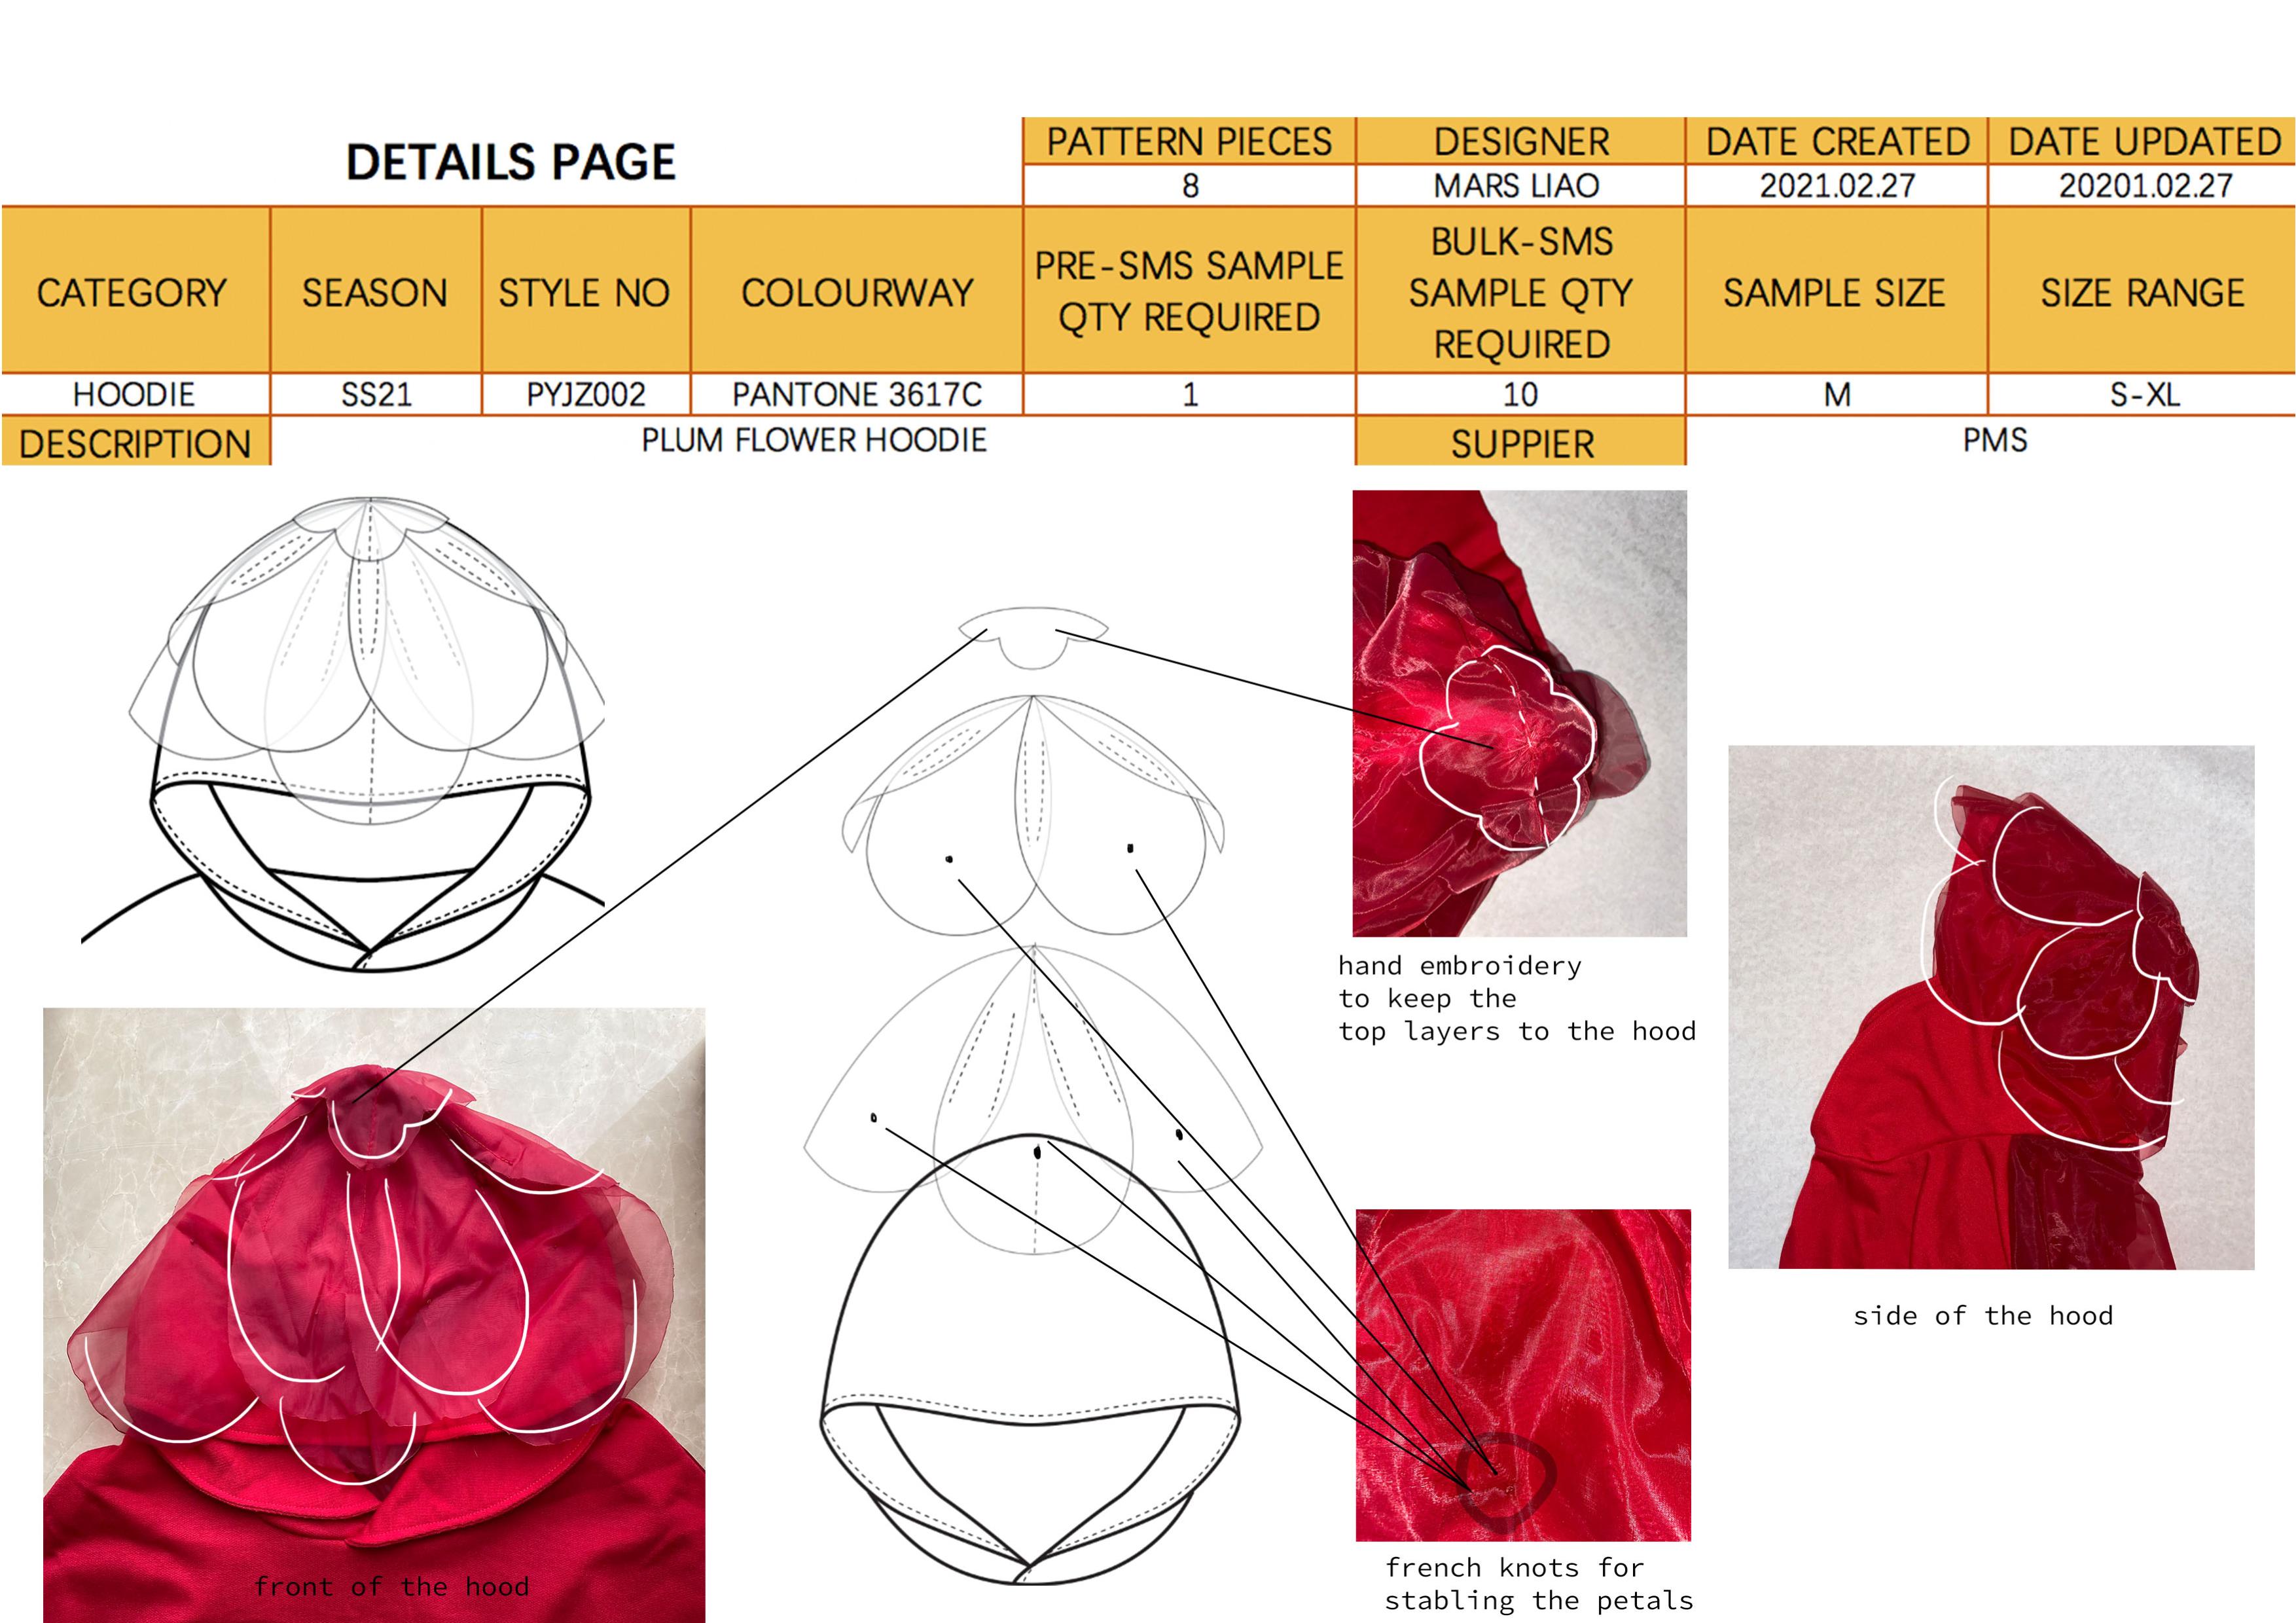 DETAILS PAGE
PATTERN PIECES
DESIGNER
DATE CREATED
DATE UPDATED
8
MARS LIAO
2021.02.27
20201.02.27
CATEGORY
SEASON
STYLE NO
COLOURWAY
PRE-SMS SAMPLE
QTY REQUIRED
BULK-SMS
SAMPLE QTY
REQUIRED
SAMPLE SIZE
SIZE RANGE
HOODIE
SS21
PYJZ002
PANTONE 3617C
1
10
M
S-XL
DESCRIPTION
PLUM FLOWER HOODIE
SUPPIER
PMS
hand embroidery
to keep the
top layers to the hood
side of the hood
french knots for
stabling the petals
front of the hood